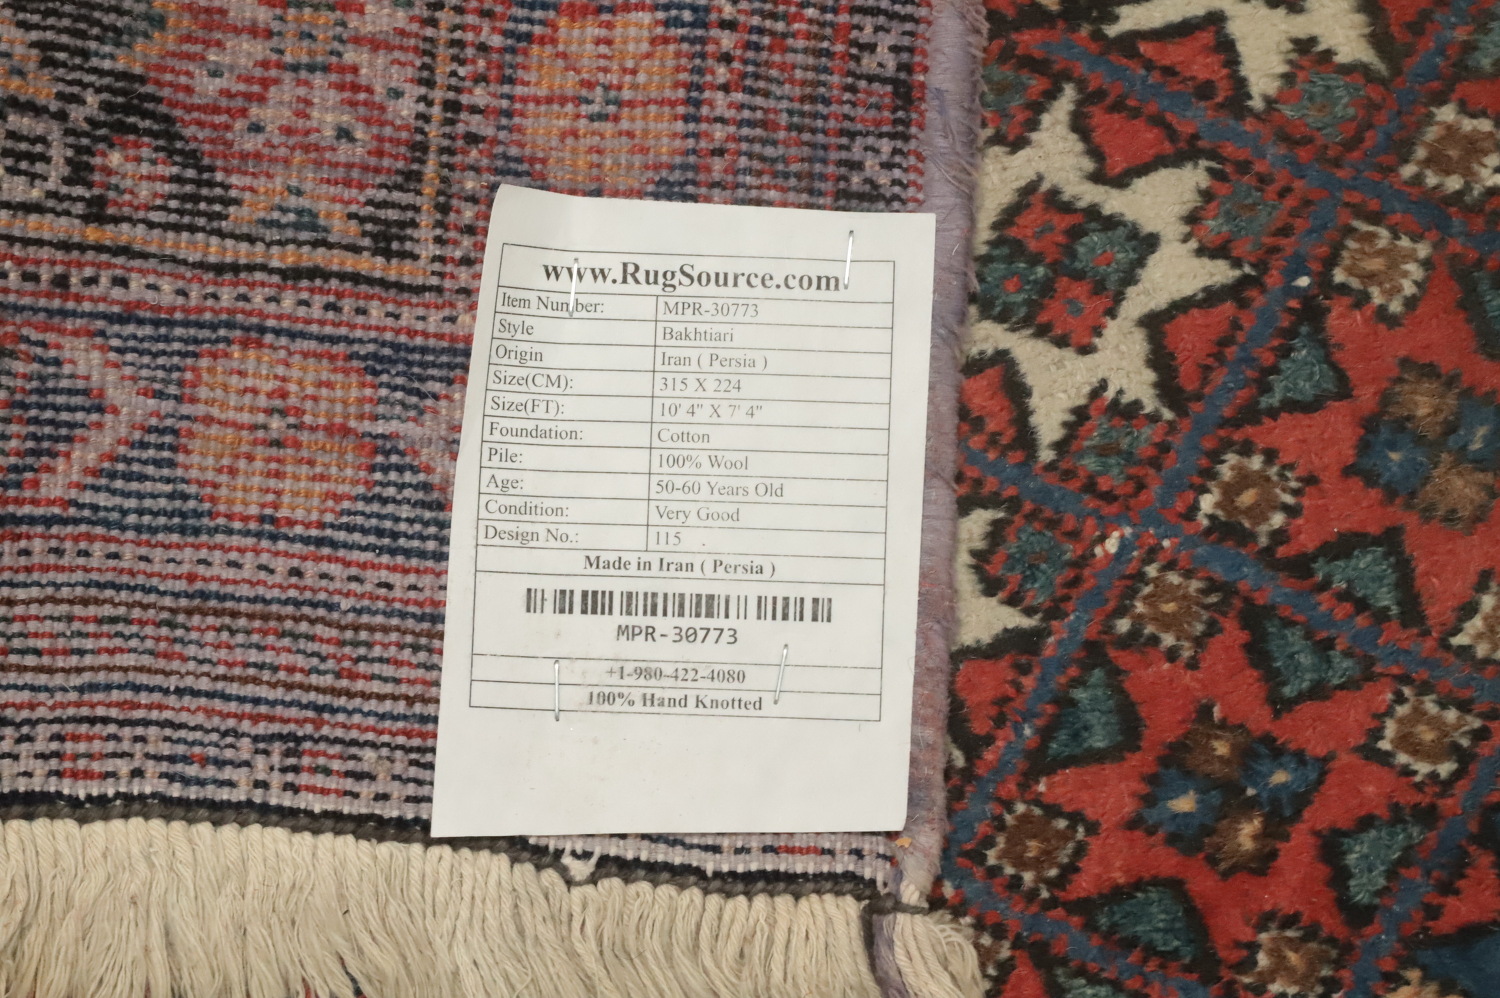 www.RugSource.com
Item Number: MPR-30773
Style Bakhtiari
Origin Iran ( Persia )
Size(CM): 315 X 224
Size(FT): 10' 4" X 7' 4"
Foundation: Cotton
Pile: 100% Wool
Age: 50-60 Years Old
Condition: Very Good
Design No.: 115
Made in Iran ( Persia )
MPR-30773
+1-980-422-4080
100% Hand Knotted